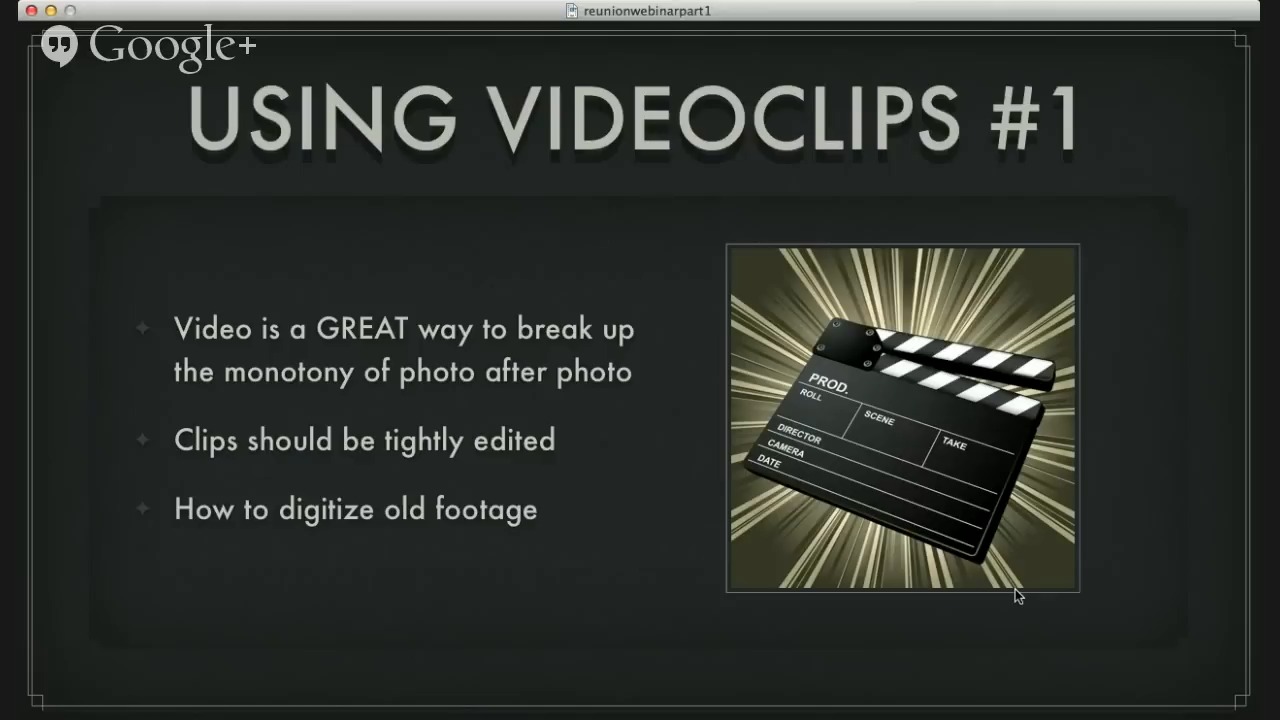 reunionwebinarpart1
Google+
USING VIDEOCLIPS #1
Video is a GREAT way to break up
the monotony of photo after photo
Clips should be tightly edited
How to digitize old footage
PROD.
ROLL
SCENE
TAKE
DIRECTOR
CAMERA
DATE